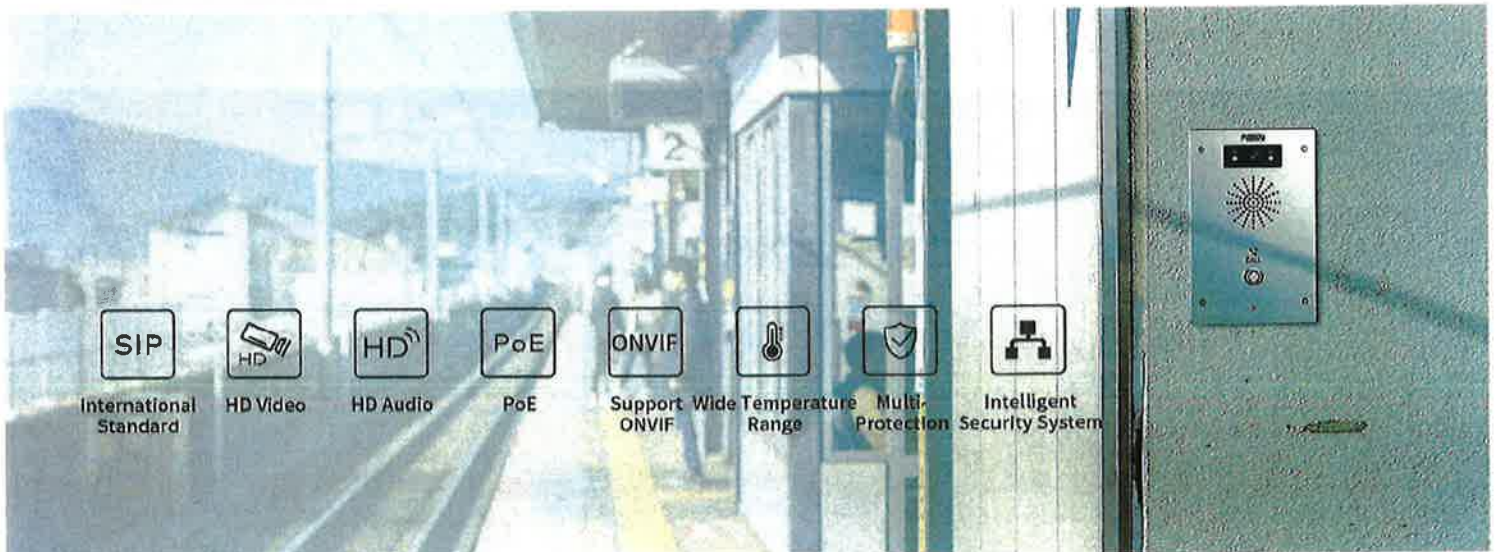 2
CALL
SIP
HD
HD
PoE
ONVIF
International
Standard
HD Video
HD Audio
PoE
Support
ONVIF
Wide Temperature
Range
Multi-
Protection
Intelligent
Security System